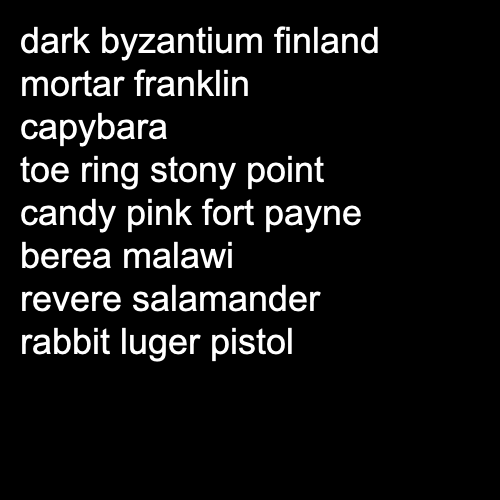 dark byzantium finland
mortar franklin
capybara
toe ring stony point
candy pink fort payne
berea malawi
revere salamander
rabbit luger pistol